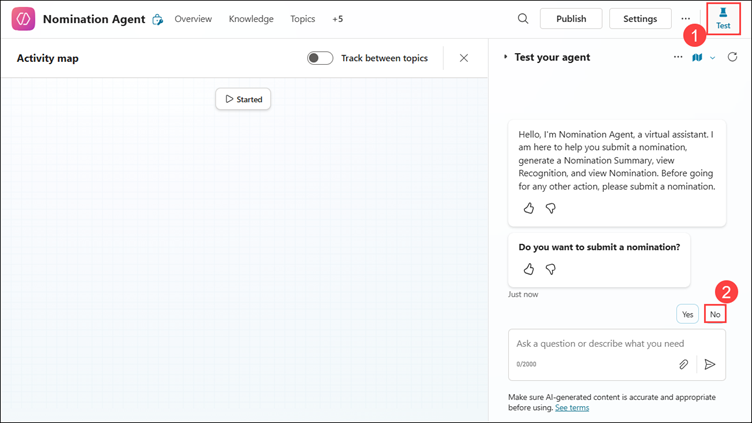 Nomination Agent Overview Knowledge Topics +5 Publish Settings ... Test
1
Activity map Track between topics Test your agent ...
Started
Hello, I'm Nomination Agent, a virtual assistant. I
am here to help you submit a nomination,
generate a Nomination Summary, view
Recognition, and view Nomination. Before going
for any other action, please submit a nomination.
Do you want to submit a nomination?
Just now
2
Yes No
Ask a question or describe what you need
0/2000
Make sure AI-generated content is accurate and appropriate
before using. See terms